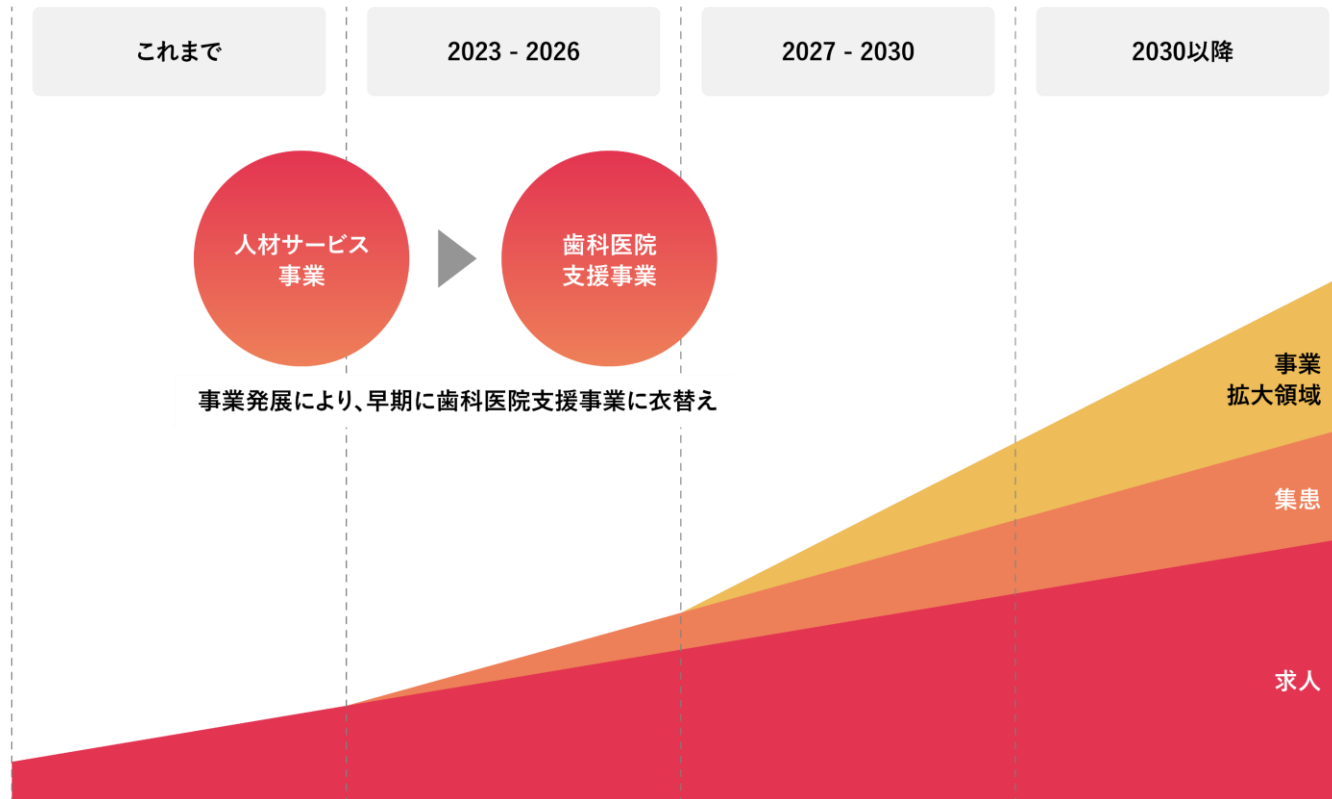 これまで
2023 - 2026
2027 - 2030
2030以降
人材サービス
事業
歯科医院
支援事業
事業発展により、早期に歯科医院支援事業に衣替え
事業
拡大領域
集患
求人